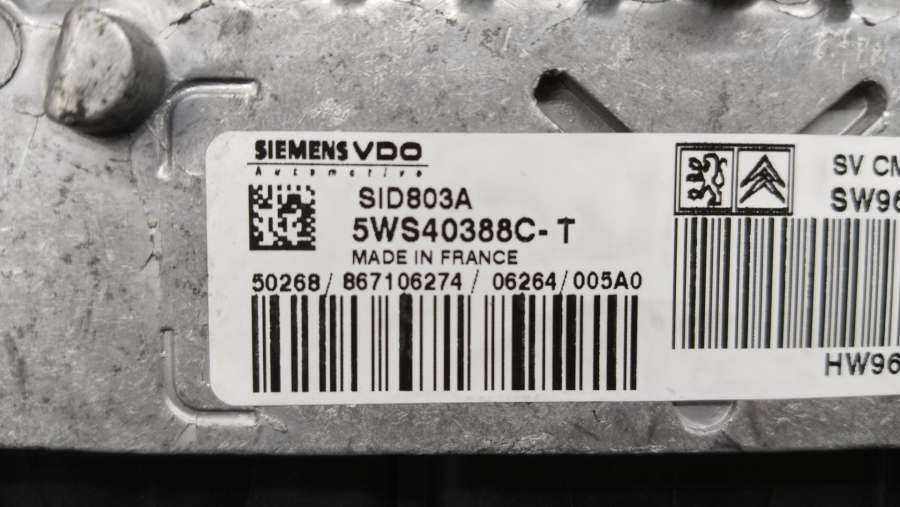 SIEMENS VDO
Automotive
SID803A
5WS40388C-T
MADE IN FRANCE
50268/867106274/06264/005A0
SV CM
SW96
HW96